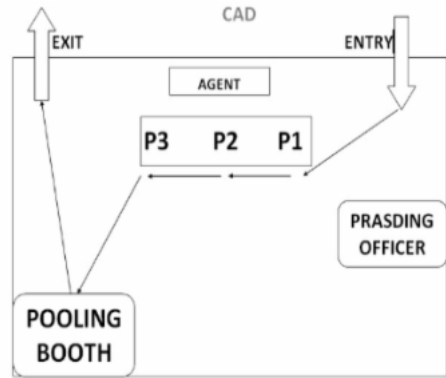 CAD
EXIT
ENTRY
AGENT
P3 P2 P1
PRASDING
OFFICER
POOLING
BOOTH